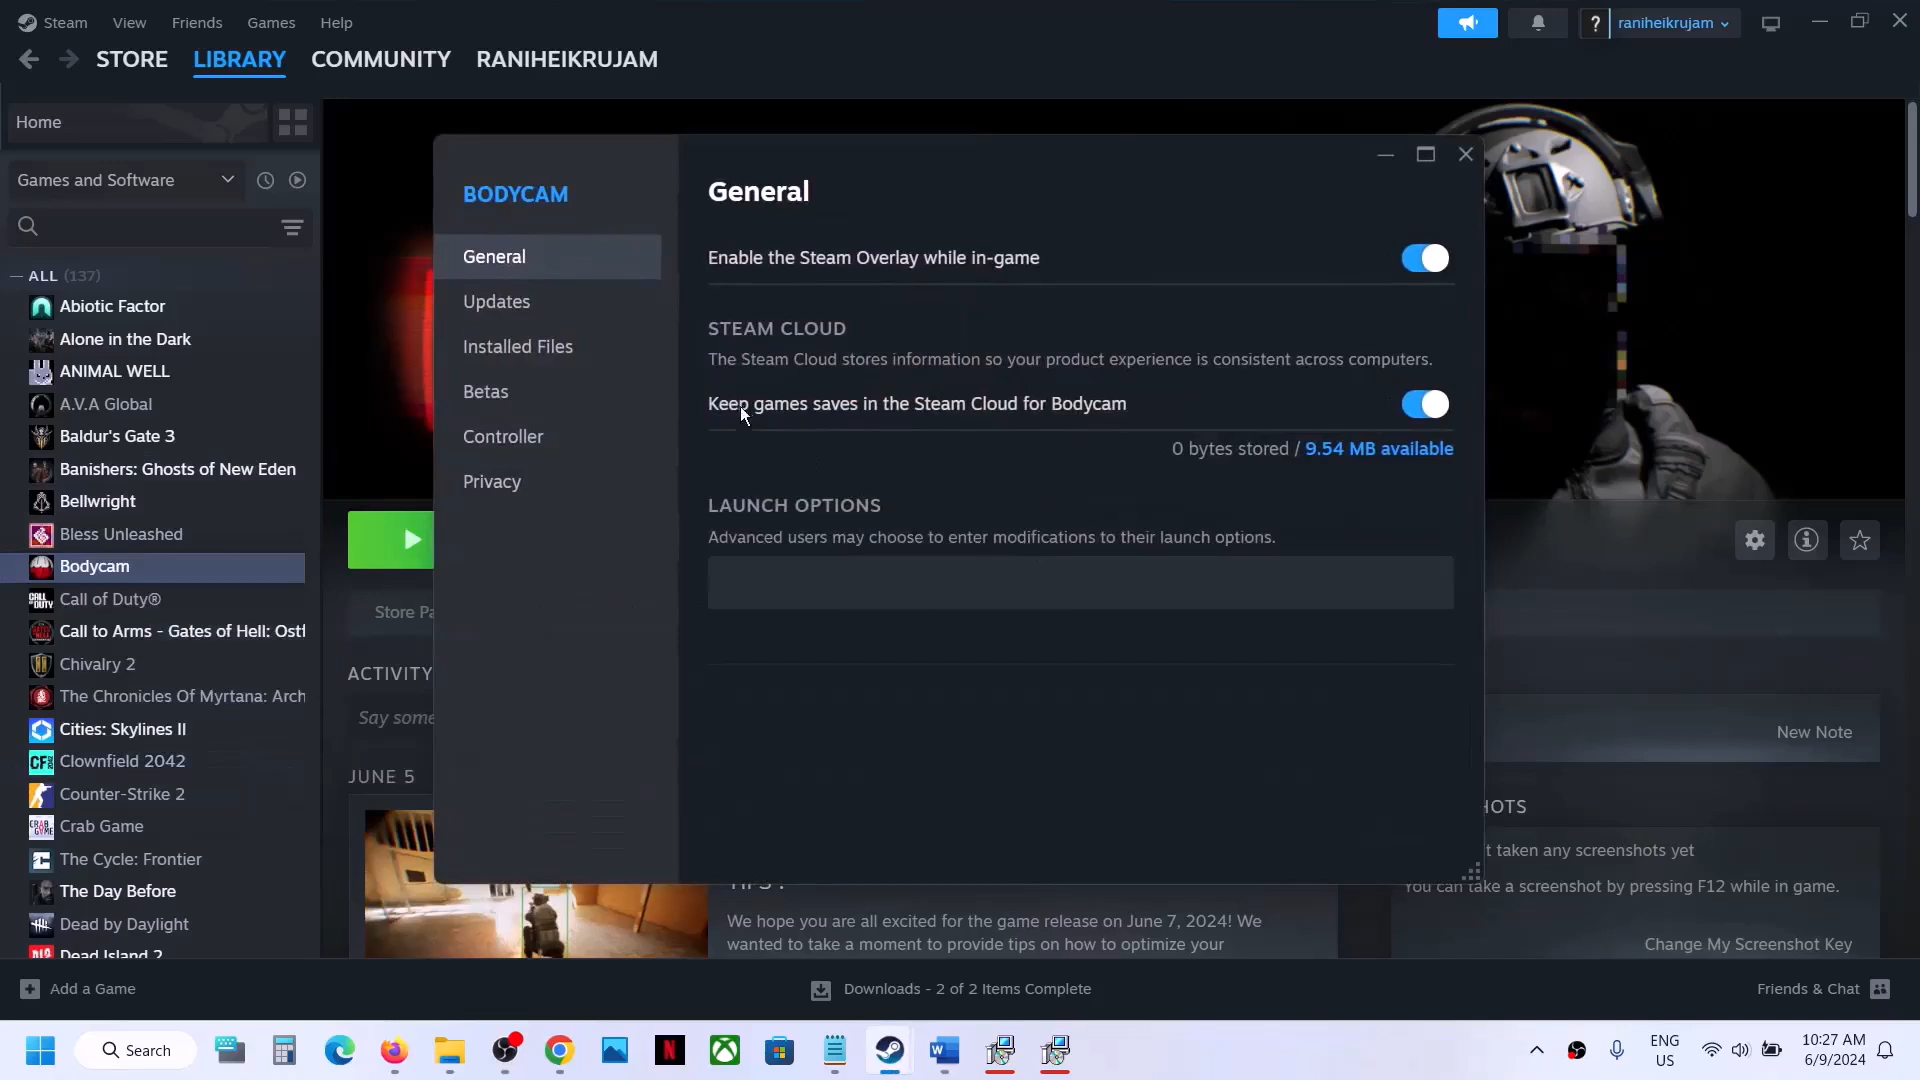 Steam View Friends Games Help
? raniheikrujam
STORE LIBRARY COMMUNITY RANIHEIKRUJAM
Home
Games and Software
ALL (137)
Abiotic Factor
Alone in the Dark
ANIMAL WELL
A.V.A Global
Baldur's Gate 3
Banishers: Ghosts of New Eden
Bellwright
Bless Unleashed
Bodycam
Call of Duty®
Call to Arms - Gates of Hell: Ostf
Chivalry 2
The Chronicles Of Myrtana: Arch
Cities: Skylines II
Clownfield 2042
Counter-Strike 2
Crab Game
The Cycle: Frontier
The Day Before
Dead by Daylight
Dead Island 2
BODYCAM
General
Updates
Installed Files
Betas
Controller
Privacy
General
Enable the Steam Overlay while in-game
STEAM CLOUD
The Steam Cloud stores information so your product experience is consistent across computers.
Keep games saves in the Steam Cloud for Bodycam
0 bytes stored / 9.54 MB available
LAUNCH OPTIONS
Advanced users may choose to enter modifications to their launch options.
Store Pa
ACTIVITY
Say some
JUNE 5
We hope you are all excited for the game release on June 7, 2024! We
wanted to take a moment to provide tips on how to optimize your
New Note
HOTS
't taken any screenshots yet
You can take a screenshot by pressing F12 while in game.
Change My Screenshot Key
Add a Game
Downloads - 2 of 2 Items Complete
Friends & Chat
Search
ENG
US
10:27 AM
6/9/2024